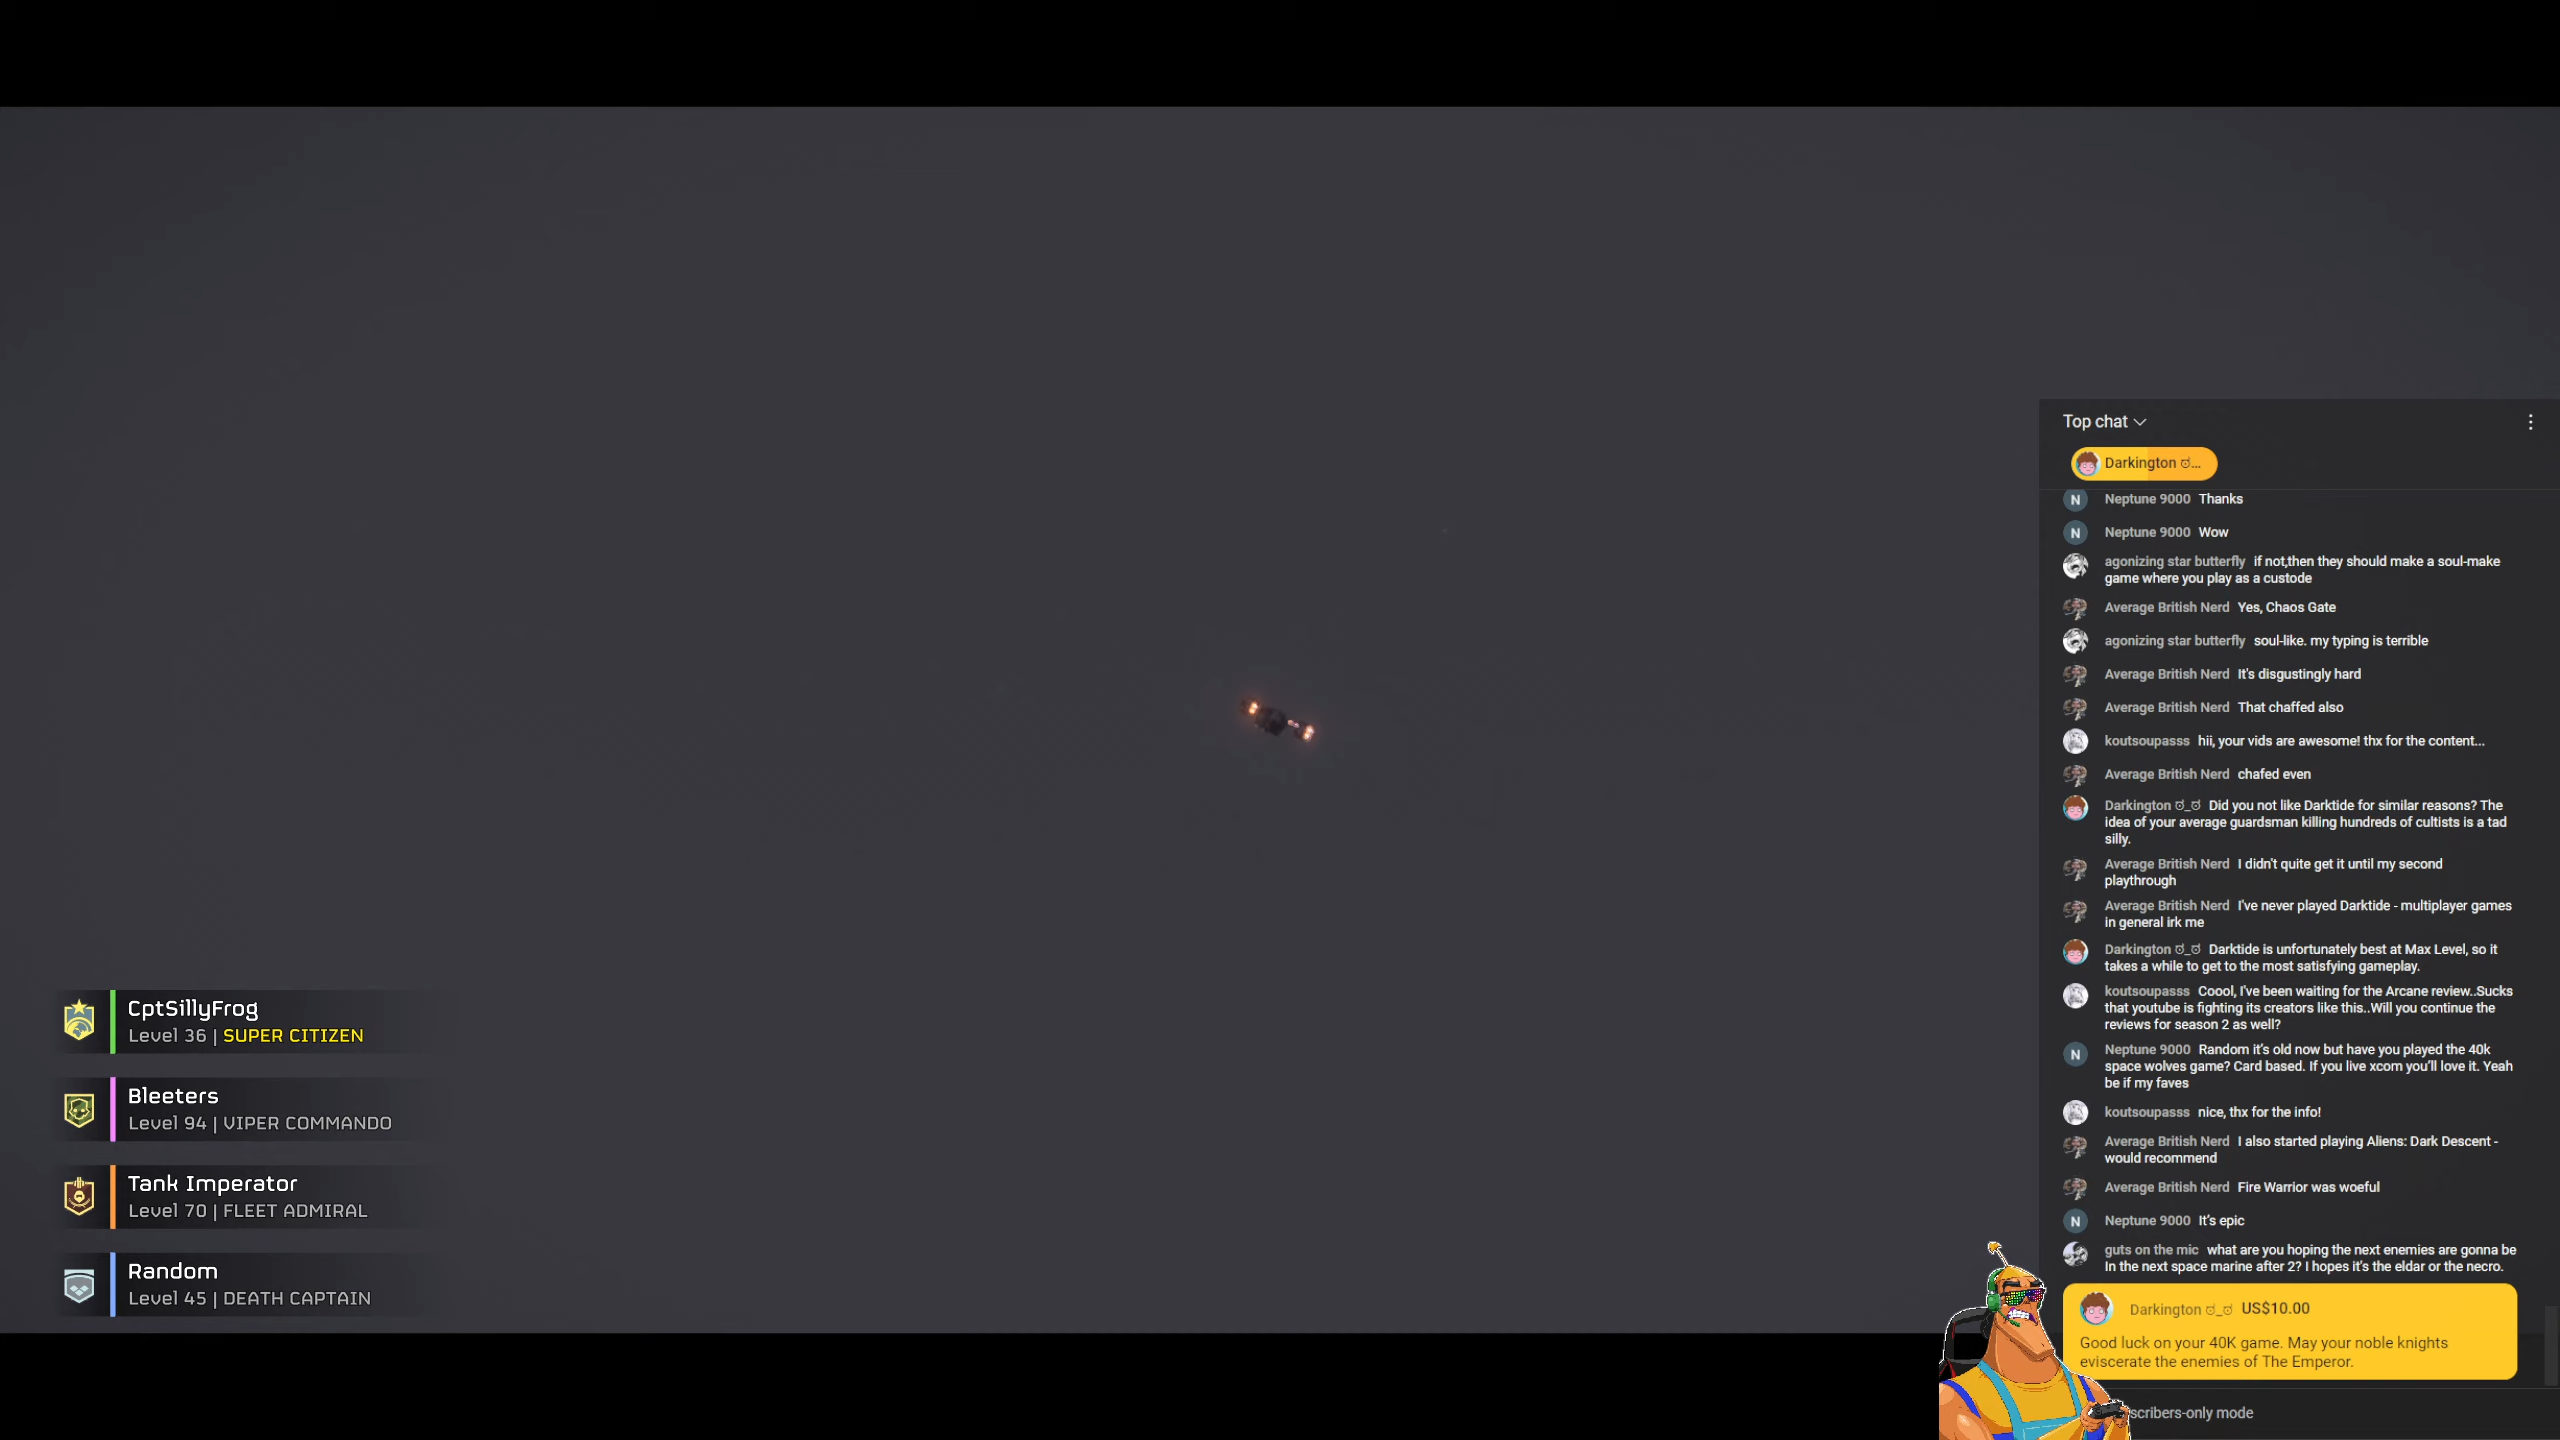 CptSillyFrog
Level 36 | SUPER CITIZEN
Bleeters
Level 94 | VIPER COMMANDO
Tank Imperator
Level 70 | FLEET ADMIRAL
Random
Level 45 | DEATH CAPTAIN
Top chat
Darkington ಠ...
N Neptune 9000 Thanks
N Neptune 9000 Wow
agonizing star butterfly if not,then they should make a soul-make
game where you play as a custode
Average British Nerd Yes, Chaos Gate
agonizing star butterfly soul-like. my typing is terrible
Average British Nerd It's disgustingly hard
Average British Nerd That chaffed also
koutsoupasss hii, your vids are awesome! thx for the content...
Average British Nerd chafed even
Darkington ಠ_ಠ Did you not like Darktide for similar reasons? The
idea of your average guardsman killing hundreds of cultists is a tad
silly.
Average British Nerd I didn't quite get it until my second
playthrough
Average British Nerd I've never played Darktide - multiplayer games
in general irk me
Darkington ಠ_ಠ Darktide is unfortunately best at Max Level, so it
takes a while to get to the most satisfying gameplay.
koutsoupasss Coool, I've been waiting for the Arcane review..Sucks
that youtube is fighting its creators like this..Will you continue the
reviews for season 2 as well?
N Neptune 9000 Random it's old now but have you played the 40k
space wolves game? Card based. If you live xcom you'll love it. Yeah
be if my faves
koutsoupasss nice, thx for the info!
Average British Nerd I also started playing Aliens: Dark Descent -
would recommend
Average British Nerd Fire Warrior was woeful
N Neptune 9000 It's epic
guts on the mic what are you hoping the next enemies are gonna be
In the next space marine after 2? I hopes it's the eldar or the necro.
Darkington ಠ_ಠ US$10.00
Good luck on your 40K game. May your noble knights
eviscerate the enemies of The Emperor.
scribers-only mode